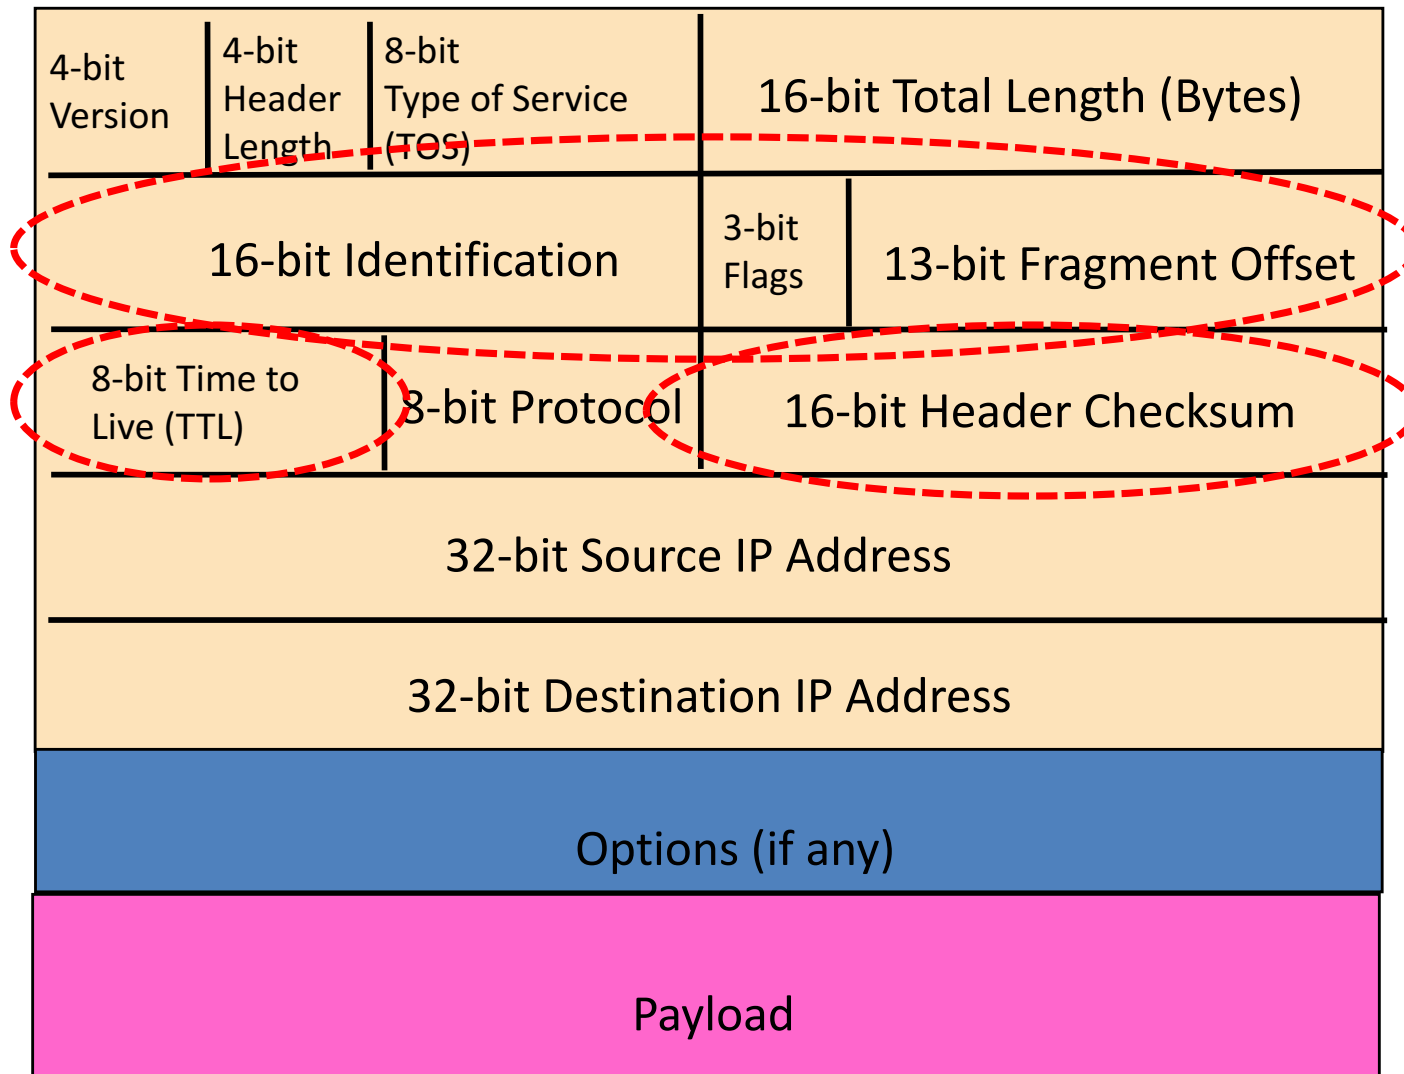 4-bit
Version
4-bit
Header
Length
8-bit
Type of Service
(TOS)
16-bit Total Length (Bytes)
16-bit Identification
3-bit
Flags
13-bit Fragment Offset
8-bit Time to
Live (TTL)
8-bit Protocol
16-bit Header Checksum
32-bit Source IP Address
32-bit Destination IP Address
Options (if any)
Payload